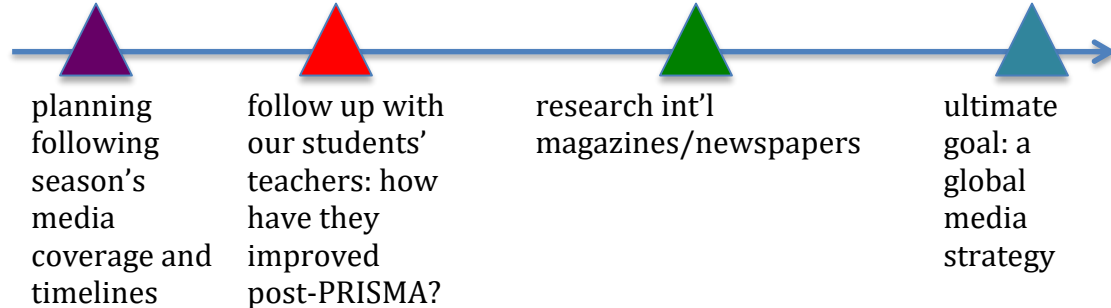 planning
following
season’s
media
coverage and
timelines
follow up with
our students’
teachers: how
have they
improved
post-PRISMA?
research int’l
magazines/newspapers
ultimate
goal: a
global
media
strategy